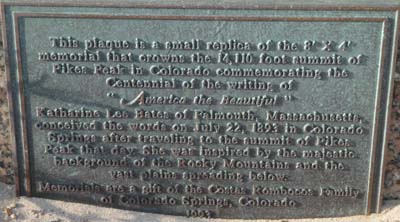 This plaque is a small replica of the 8' X 4'
memorial that crowns the 14,110 foot summit of
Pikes Peak in Colorado commemorating the
Centennial of the writing of
"America the Beautiful"
Katharine Lee Bates of Falmouth, Massachusetts,
conceived the words on July 22, 1893 in Colorado
Springs after traveling to the summit of Pikes
Peak that day. She was inspired by the majestic
background of the Rocky Mountains and the
vast plains spreading below.
Memorials are a gift of the Costas Rombocos Family
of Colorado Springs, Colorado
1993